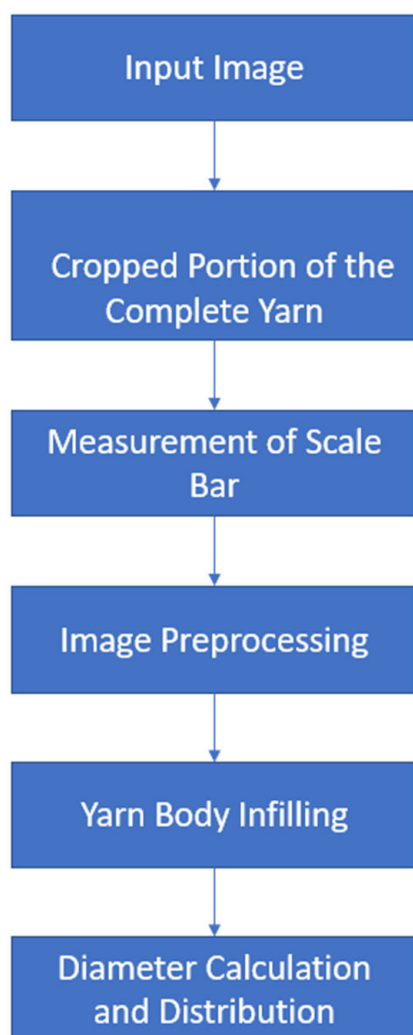 Input Image
Cropped Portion of the
Complete Yarn
Measurement of Scale
Bar
Image Preprocessing
Yarn Body Infilling
Diameter Calculation
and Distribution